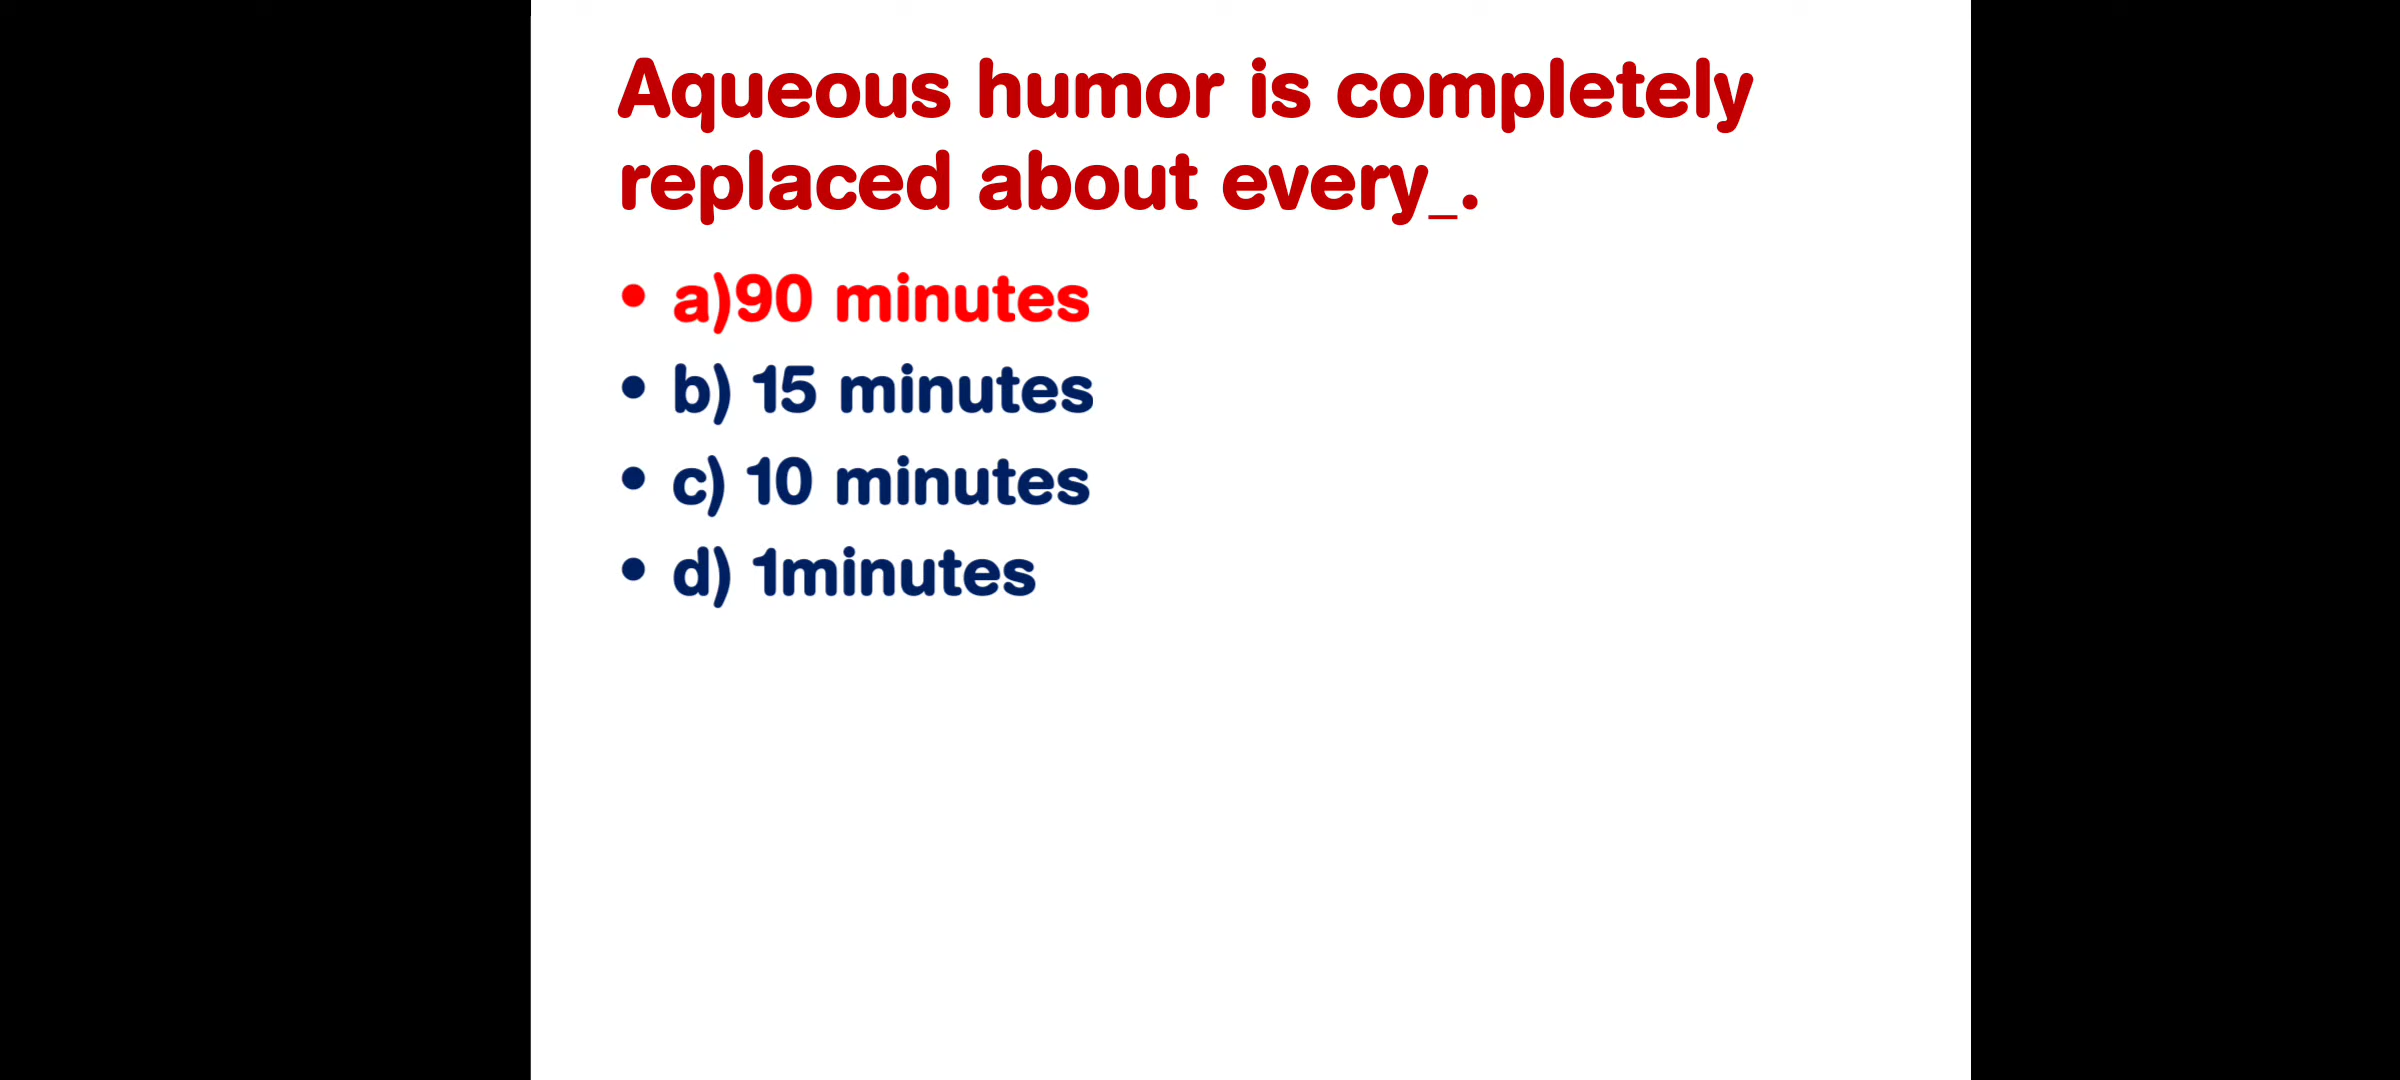 Aqueous humor is completely
replaced about every_.
• a)90 minutes
• b) 15 minutes
• c) 10 minutes
• d) 1minutes